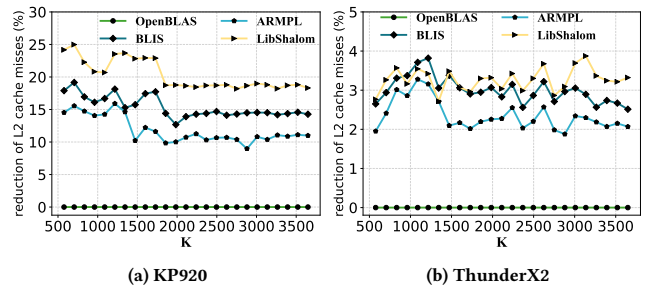 reduction of L2 cache misses (%)
30
25
20
15
10
5
0
OpenBLAS
BLIS
ARMPL
LibShalom
500 1000 1500 2000 2500 3000 3500
K
(a) KP920
reduction of L2 cache misses (%)
5
4
3
2
1
0
OpenBLAS
BLIS
ARMPL
LibShalom
500 1000 1500 2000 2500 3000 3500
K
(b) ThunderX2